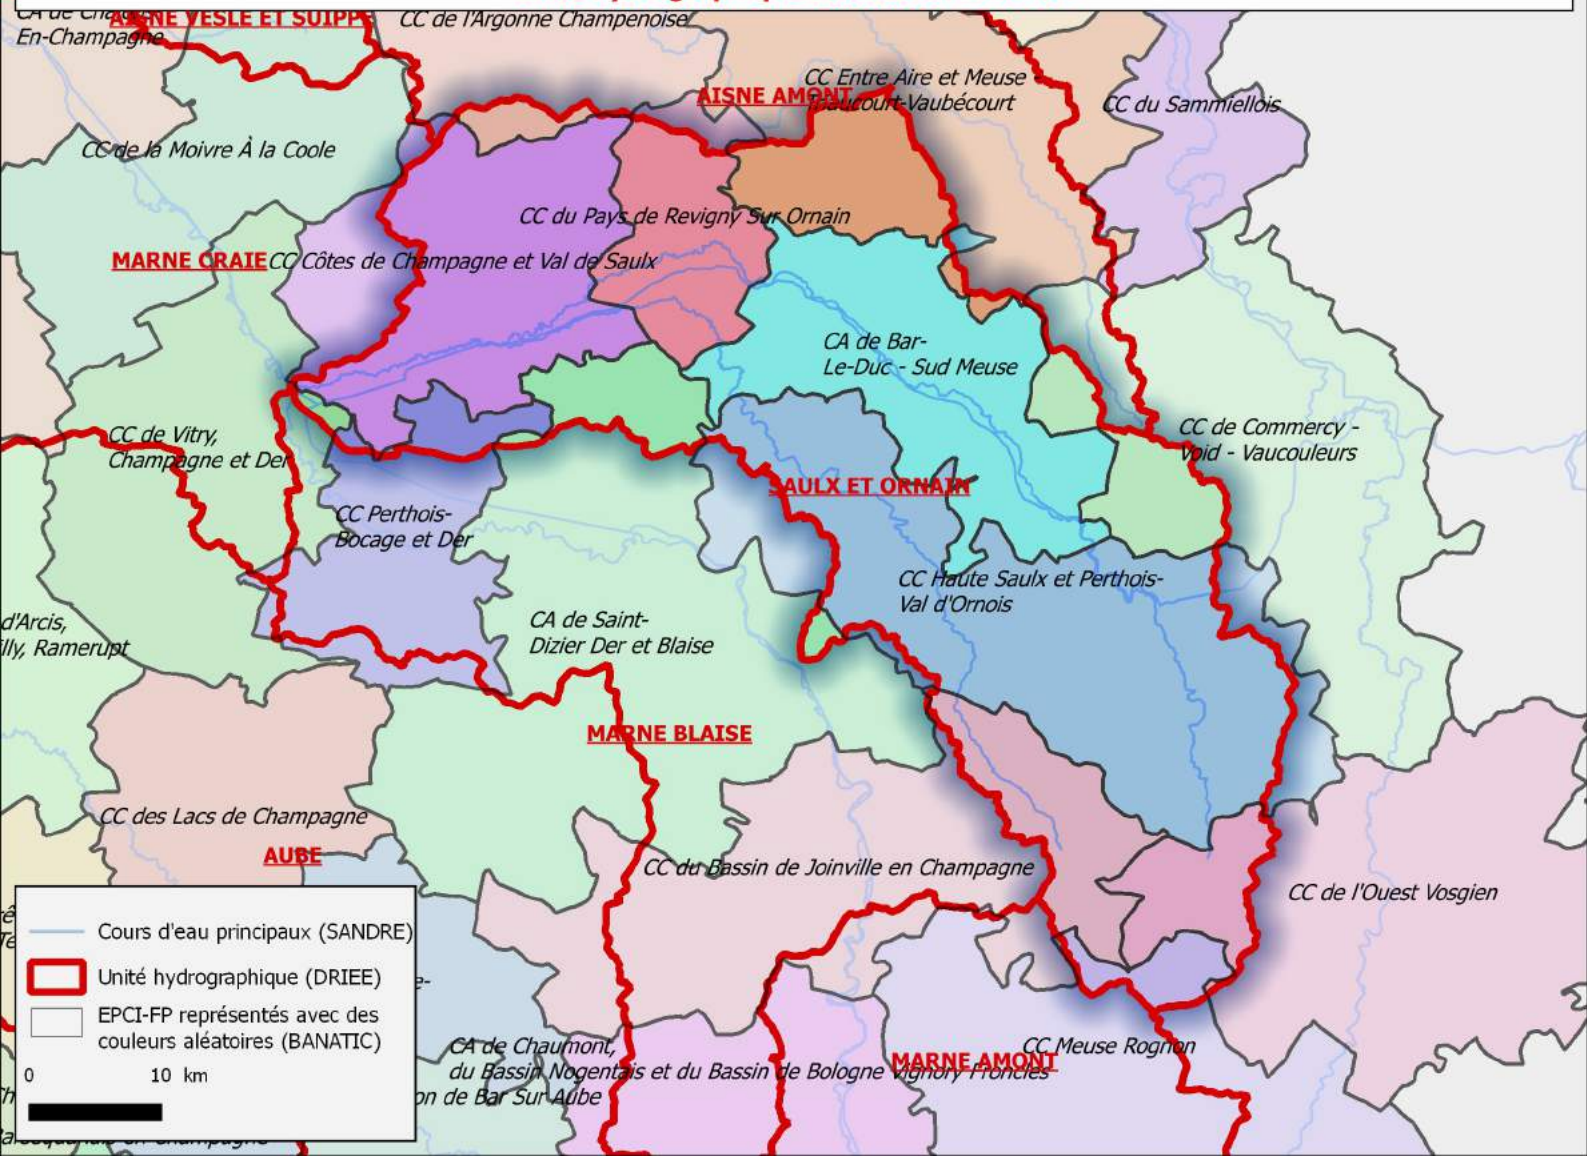 En-Champagne
AISNE VESLE ET SUIPPE
CC de l'Argonne Champenoise
CC Entre Aire et Meuse -
Triaucourt-Vaubécourt
AISNE AMONT
CC du Sammiellois
CC de la Moivre À la Coole
CC du Pays de Revigny Sur Ornain
MARNE CRAIE
CC Côtes de Champagne et Val de Saulx
CA de Bar-
Le-Duc - Sud Meuse
CC de Vitry,
Champagne et Der
CC de Commercy -
Void - Vaucouleurs
SAULX ET ORNAIN
CC Perthois-
Bocage et Der
CC Haute Saulx et Perthois-
Val d'Ornois
d'Arcis,
illy, Ramerupt
CA de Saint-
Dizier Der et Blaise
MARNE BLAISE
CC des Lacs de Champagne
AUBE
CC du Bassin de Joinville en Champagne
CC de l'Ouest Vosgien
Cours d'eau principaux (SANDRE)
Unité hydrographique (DRIEE)
EPCI-FP représentés avec des
couleurs aléatoires (BANATIC)
0 10 km
CA de Chaumont,
du Bassin Nogentais et du Bassin de Bologne Vignory Froncles
CC Meuse Rognon
MARNE AMONT
on de Bar Sur Aube